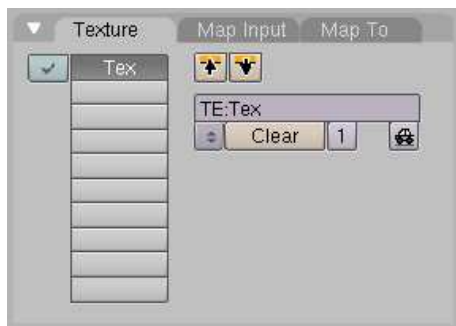 Texture Map Input Map To
Tex
TE:Tex
Clear 1